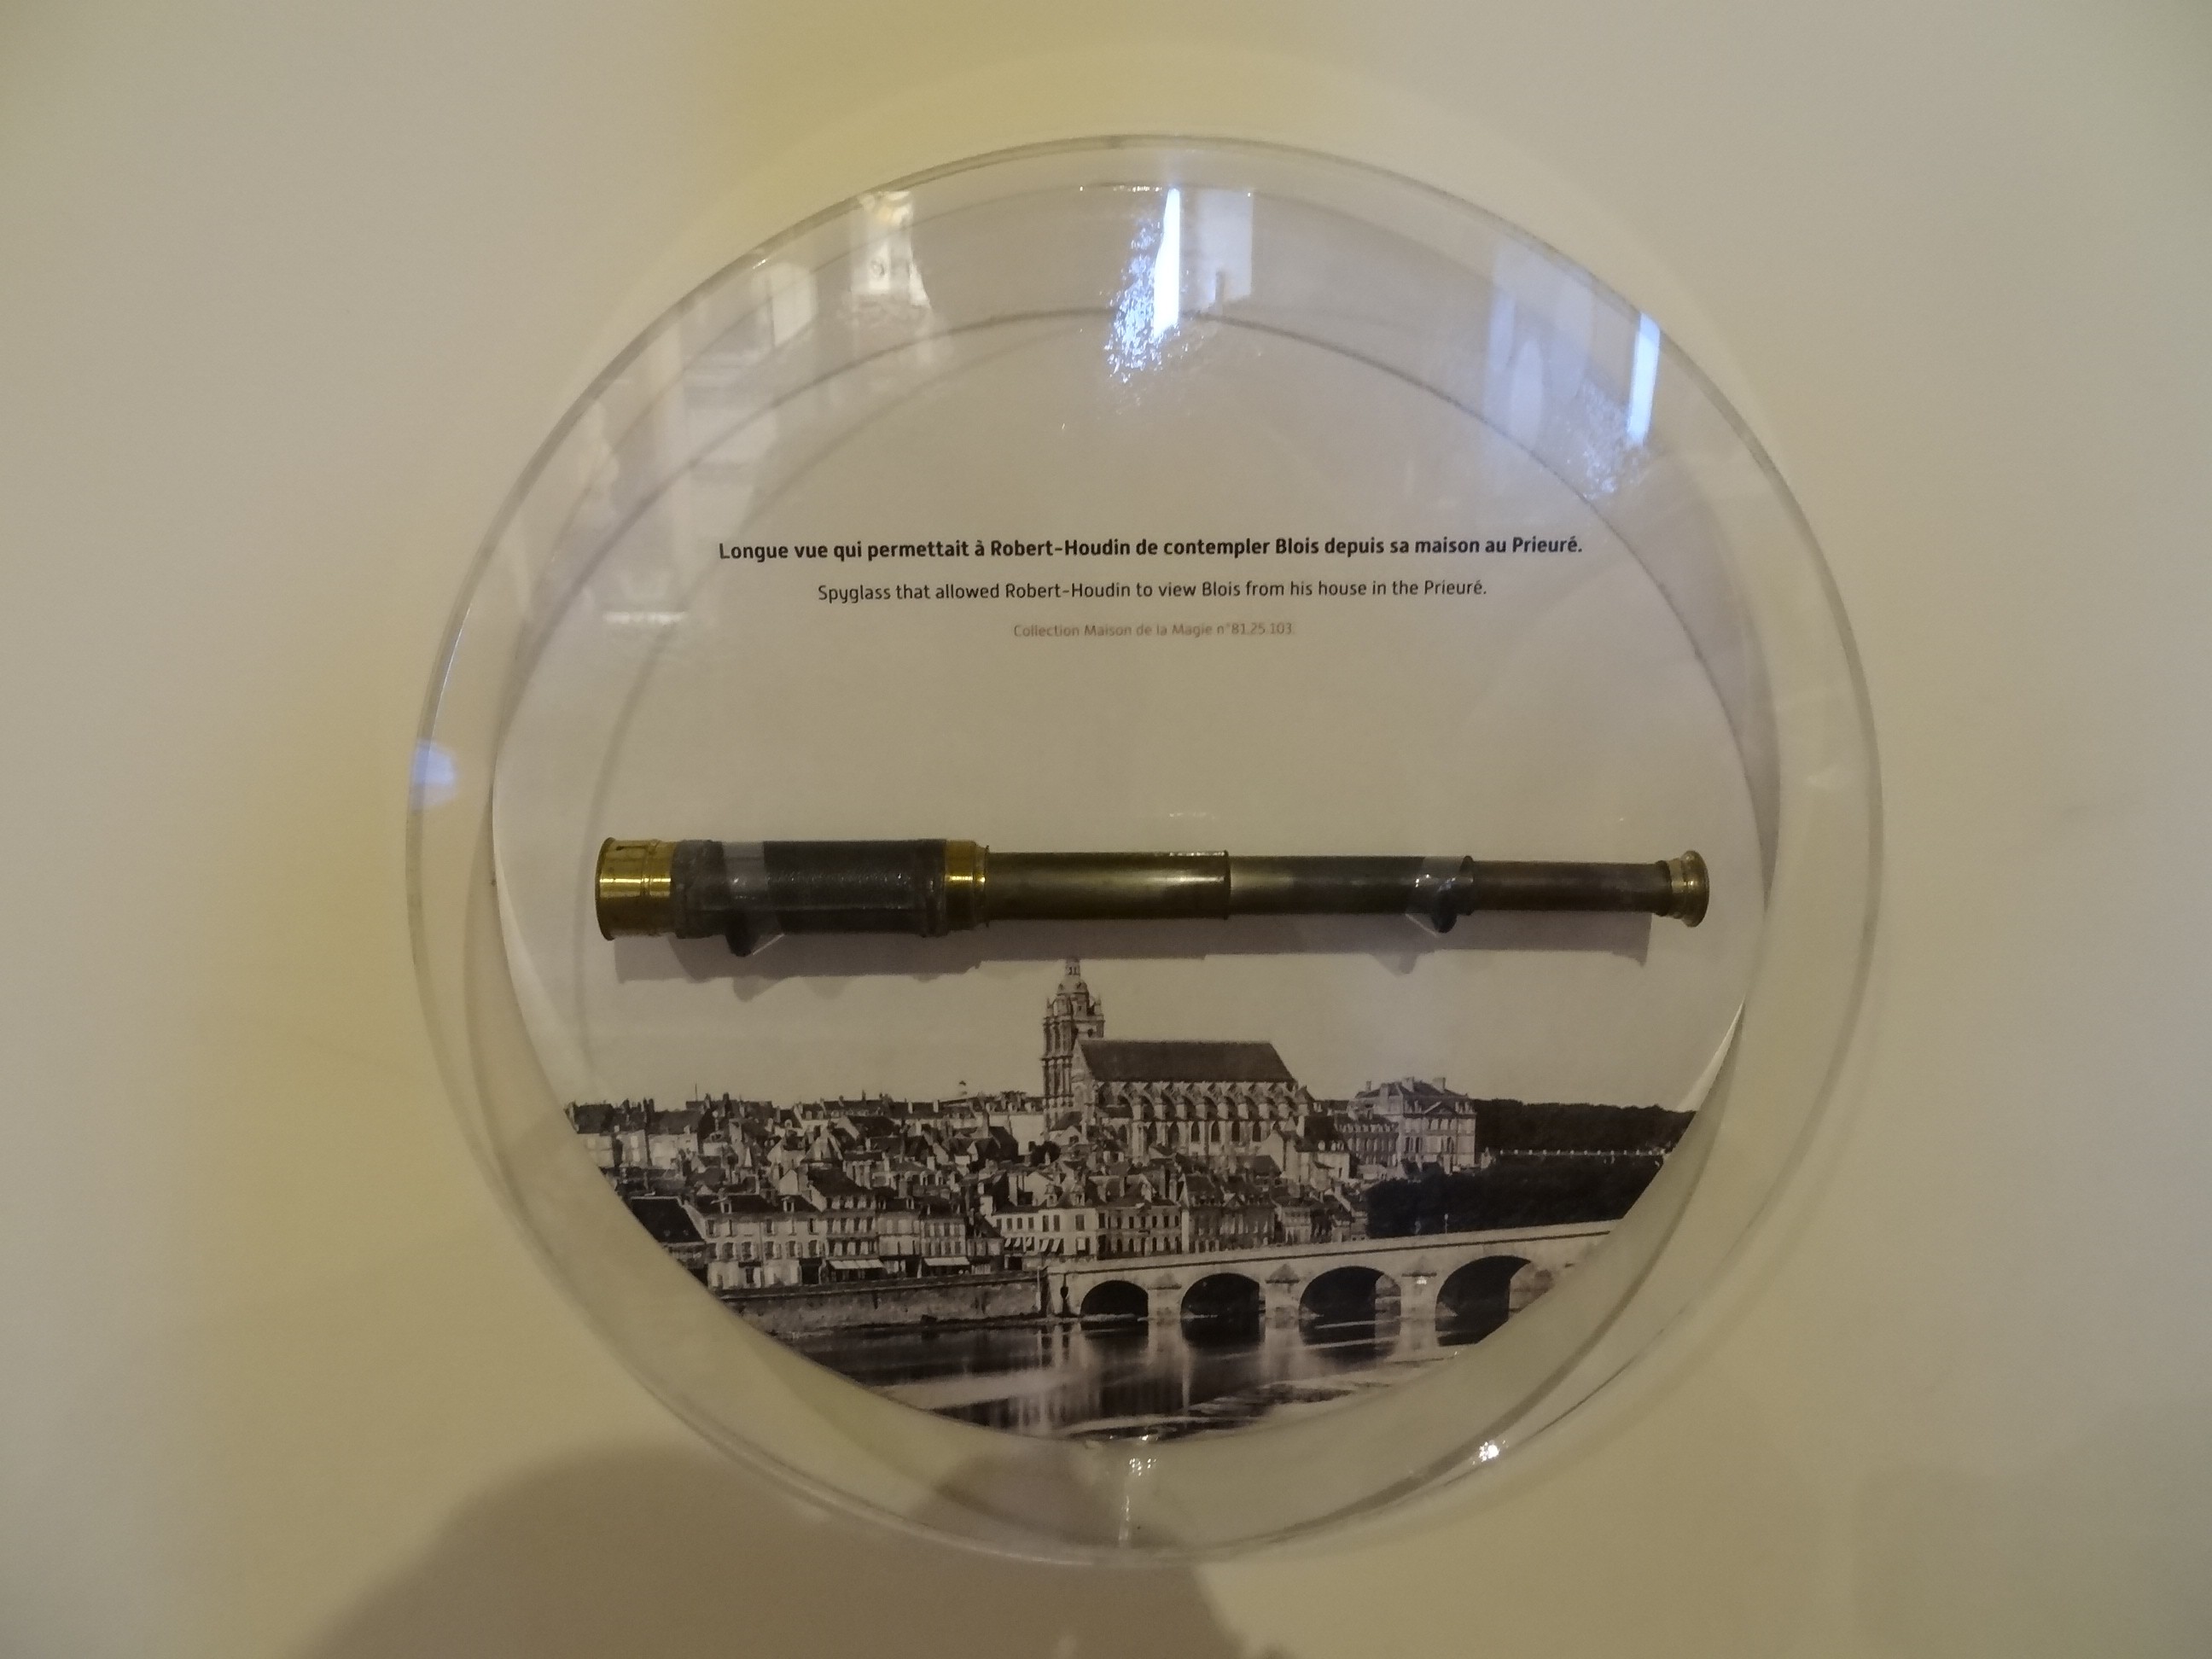 Longue vue qui permettait à Robert-Houdin de contempler Blois depuis sa maison au Prieuré.
Spyglass that allowed Robert-Houdin to view Blois from his house in the Prieuré.
Collection Maison de la Magie n°81.25.103.